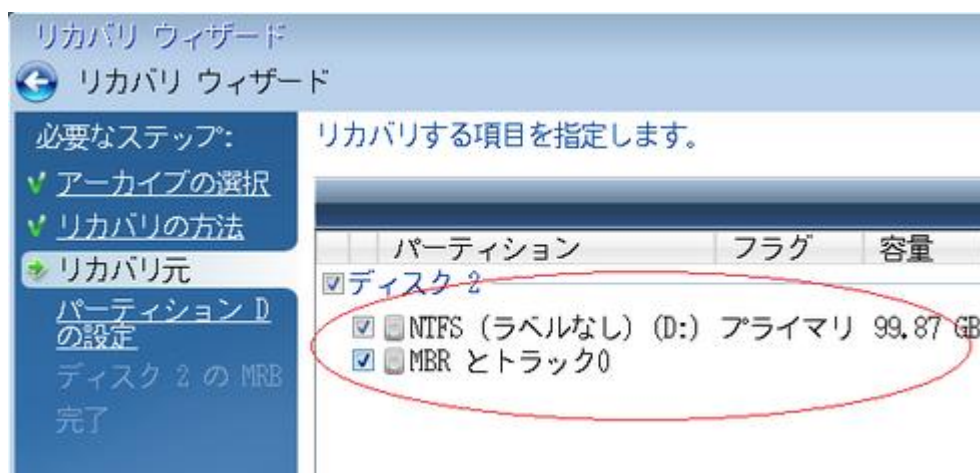 リカバリ ウィザード
リカバリ ウィザード
必要なステップ:
アーカイブの選択
リカバリの方法
リカバリ元
パーティション D
の設定
ディスク 2 の MRB
完了
リカバリする項目を指定します。
パーティション フラグ 容量
ディスク 2
NTFS (ラベルなし) (D:) プライマリ 99.87 GB
MBR とトラック0